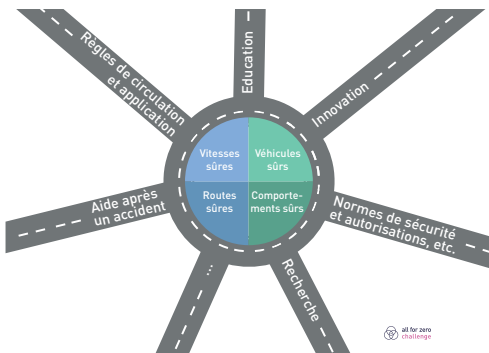 Règles de circulation
et application
Education
Innovation
Vitesses
sûres
Véhicules
sûrs
Routes
sûres
Comporte-
ments sûrs
Aide après
un accident
Normes de sécurité
et autorisations, etc.
...
Recherche
all for zero
challenge